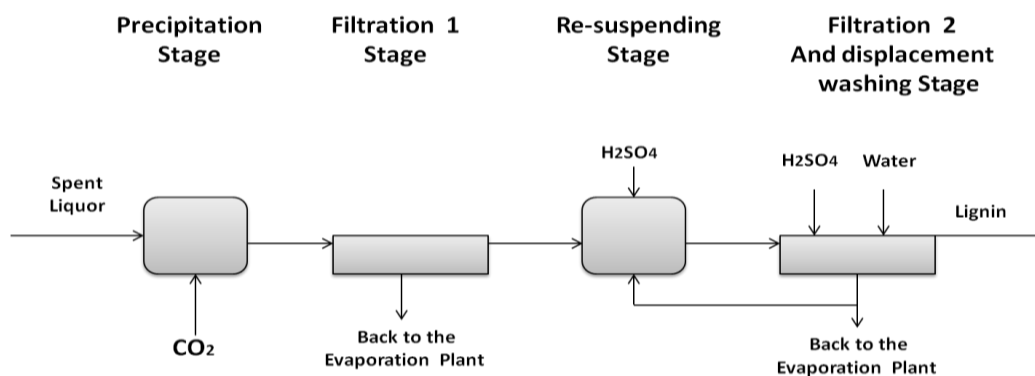 Precipitation
Stage
Filtration 1
Stage
Re-suspending
Stage
Filtration 2
And displacement
washing Stage
H2SO4
H2SO4
Water
Spent
Liquor
Lignin
CO2
Back to the
Evaporation Plant
Back to the
Evaporation Plant